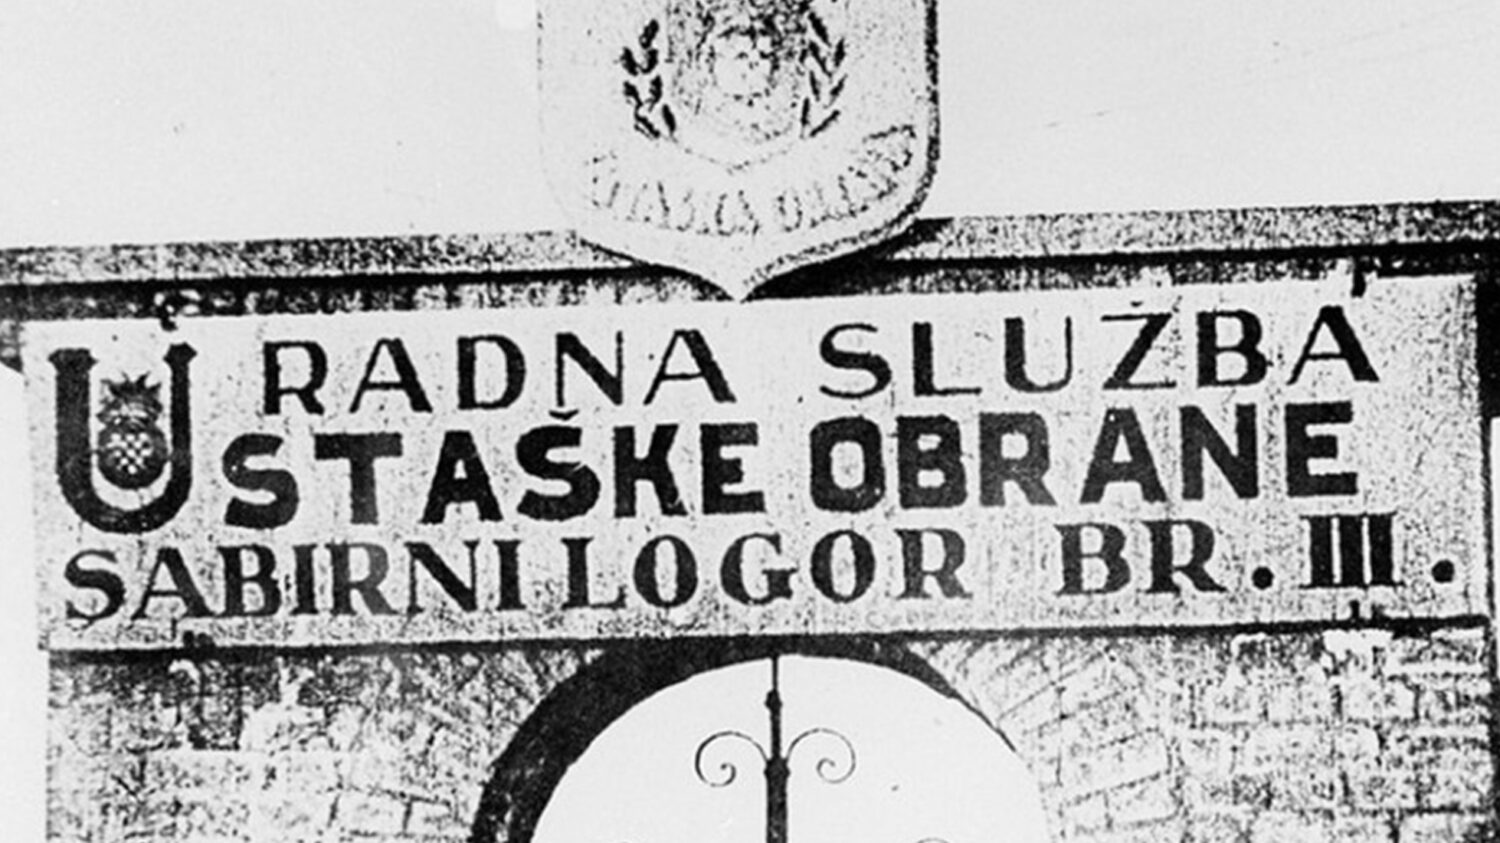 RADNA SLUŽBA
USTAŠKE OBRANE
SABIRNI LOGOR BR. III.